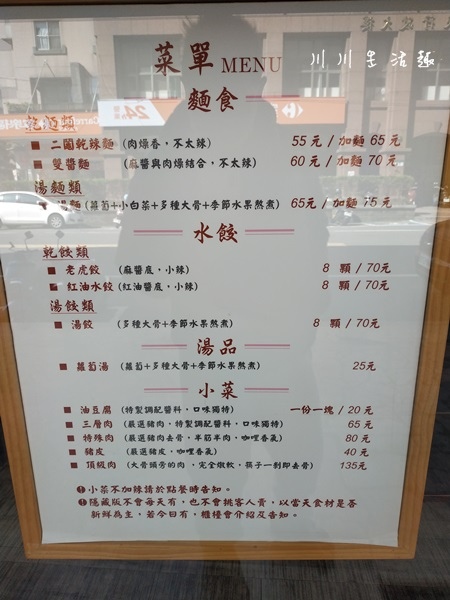 川川生活趣
菜單 MENU
麵食
乾麵類
二闆乾辣麵 (肉燥香，不太辣) 55元 / 加麵 65元
雙醬麵 (麻醬與肉燥結合，不太辣) 60元 / 加麵 70元
湯麵類
湯麵(蘿蔔+小白菜+多種大骨+季節水果熬煮) 65元 / 加麵 75元
水餃
乾餃類
老虎餃 (麻醬底，小辣) 8 顆 / 70元
紅油水餃 (紅油醬底，小辣) 8 顆 / 70元
湯餃類
湯餃 (多種大骨+季節水果熬煮) 8 顆 / 70元
湯品
蘿蔔湯 (蘿蔔+多種大骨+季節水果熬煮) 25元
小菜
油豆腐 (特製調配醬料，口味獨特) 一份一塊 / 20 元
三層肉 (嚴選豬肉，特製調配醬料，口味獨特) 65 元
特殊肉 (嚴選豬肉去骨，半筋半肉，咖哩香氣) 80 元
豬皮 (嚴選豬皮，咖哩香氣) 40 元
頂級肉 (大骨頭旁的肉，完全燉軟，筷子一剝即去骨) 135元
小菜不加辣請於點餐時告知。
隱藏版不會每天有，也不會挑客人賣，以當天食材是否
新鮮為主，若今日有，櫃檯會介紹及告知。